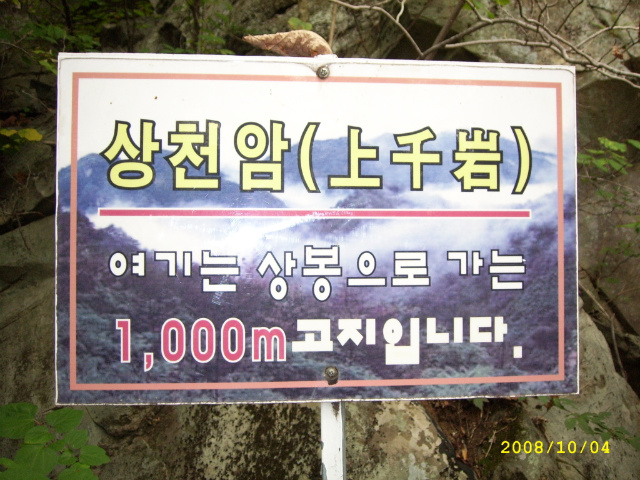 상천암(上千岩)
여기는 상봉으로 가는
1,000m 고지입니다.
2008/10/04